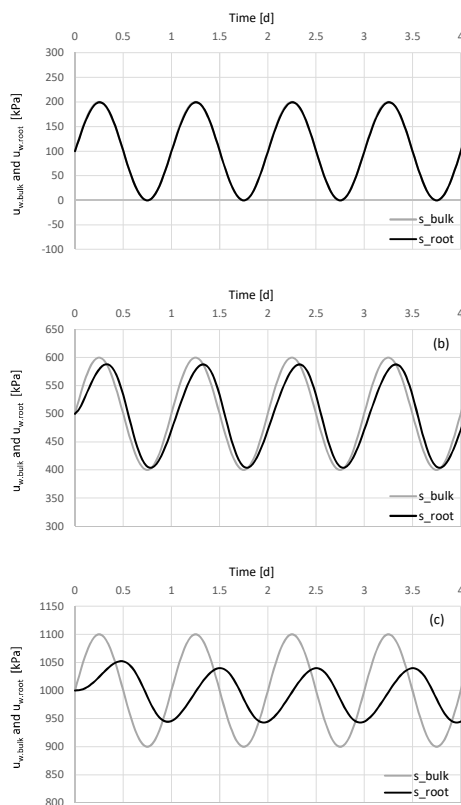 Time [d]
0 0.5 1 1.5 2 2.5 3 3.5 4
300
250
200
150
100
50
0
-50
-100
u_w.bulk and u_w.root [kPa]
s_bulk
s_root
Time [d]
0 0.5 1 1.5 2 2.5 3 3.5 4
(b)
650
600
550
500
450
400
350
300
u_w.bulk and u_w.root [kPa]
s_bulk
s_root
Time [d]
0 0.5 1 1.5 2 2.5 3 3.5 4
(c)
1150
1100
1050
1000
950
900
850
800
u_w.bulk and u_w.root [kPa]
s_bulk
s_root